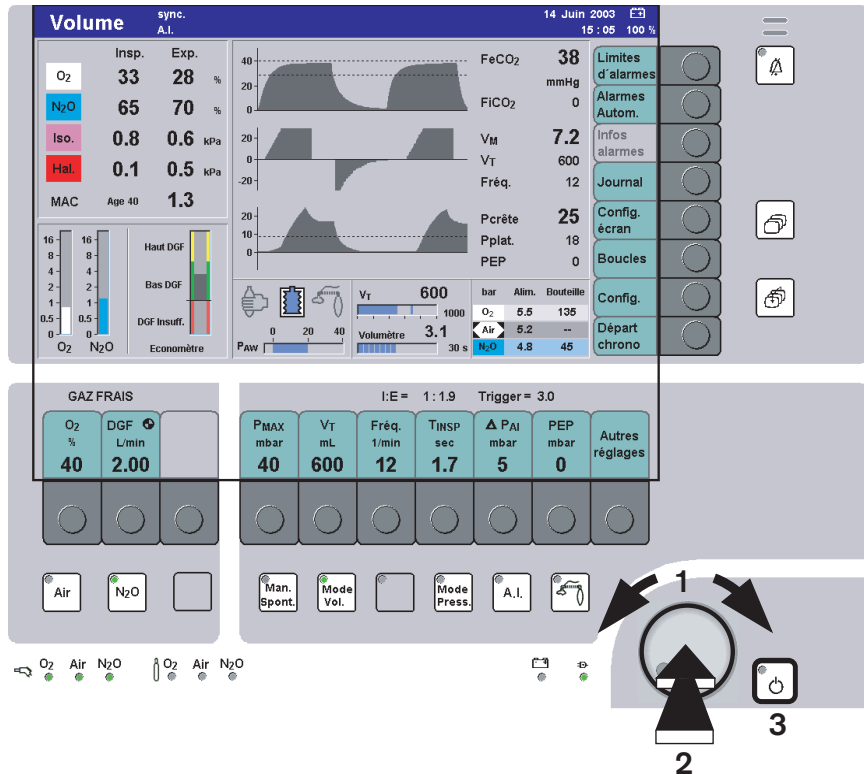 Volume sync. 14 Juin 2003
A.I. 15 : 05 100 %
Insp. Exp.
O2 33 28 %
N2O 65 70 %
Iso. 0.8 0.6 kPa
Hal. 0.1 0.5 kPa
MAC Age 40 1.3
40
20
0
FeCO2 38
mmHg
FiCO2 0
20
0
-20
VM 7.2
VT 600
Fréq. 12
20
10
0
Pcrête 25
Pplat. 18
PEP 0
Limites
d´alarmes
Alarmes
Autom.
Infos
alarmes
Journal
Config.
écran
Boucles
Config.
Départ
chrono
16 16
8 8
4 4
2 2
1 1
0.5 0.5
0 0
O2 N2O
Haut DGF
Bas DGF
DGF Insuff.
Economètre
0 20 40
PAW
VT 600
1000
Volumètre 3.1
30 s
bar Alim. Bouteille
O2 5.5 135
Air 5.2 --
N2O 4.8 45
GAZ FRAIS
I:E = 1 : 1.9 Trigger = 3.0
O2 DGF
% L/min
40 2.00
PMAX VT Fréq. TINSP Δ PAI PEP
mbar mL 1/min sec mbar mbar
40 600 12 1.7 5 0
Autres
réglages
Air
N2O
Man.
Spont.
Mode
Vol.
Mode
Press.
A.I.
1
2
3
O2 Air N2O
O2 Air N2O